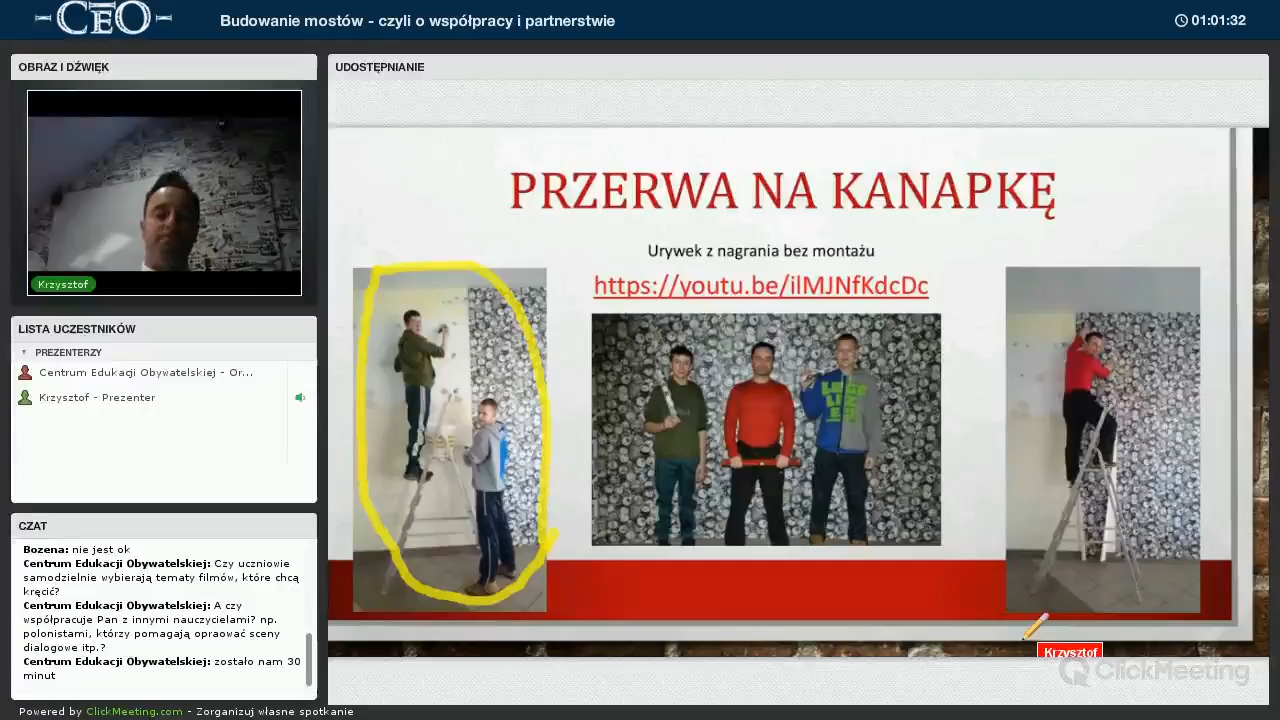 CEO
Budowanie mostów - czyli o współpracy i partnerstwie
01:01:32
OBRAZ I DŹWIĘK
Krzysztof
LISTA UCZESTNIKÓW
PREZENTERZY
Centrum Edukacji Obywatelskiej - Or...
Krzysztof - Prezenter
CZAT
Bozena: nie jest ok
Centrum Edukacji Obywatelskiej: Czy uczniowie
samodzielnie wybierają tematy filmów, które chcą
kręcić?
Centrum Edukacji Obywatelskiej: A czy
współpracuje Pan z innymi nauczycielami? np.
polonistami, którzy pomagają opraować sceny
dialogowe itp.?
Centrum Edukacji Obywatelskiej: zostało nam 30
minut
UDOSTĘPNIANIE
PRZERWA NA KANAPKĘ
Urywek z nagrania bez montażu
https://youtu.be/ilMJNfKdcDc
Krzysztof
ClickMeeting
Powered by ClickMeeting.com - Zorganizuj własne spotkanie